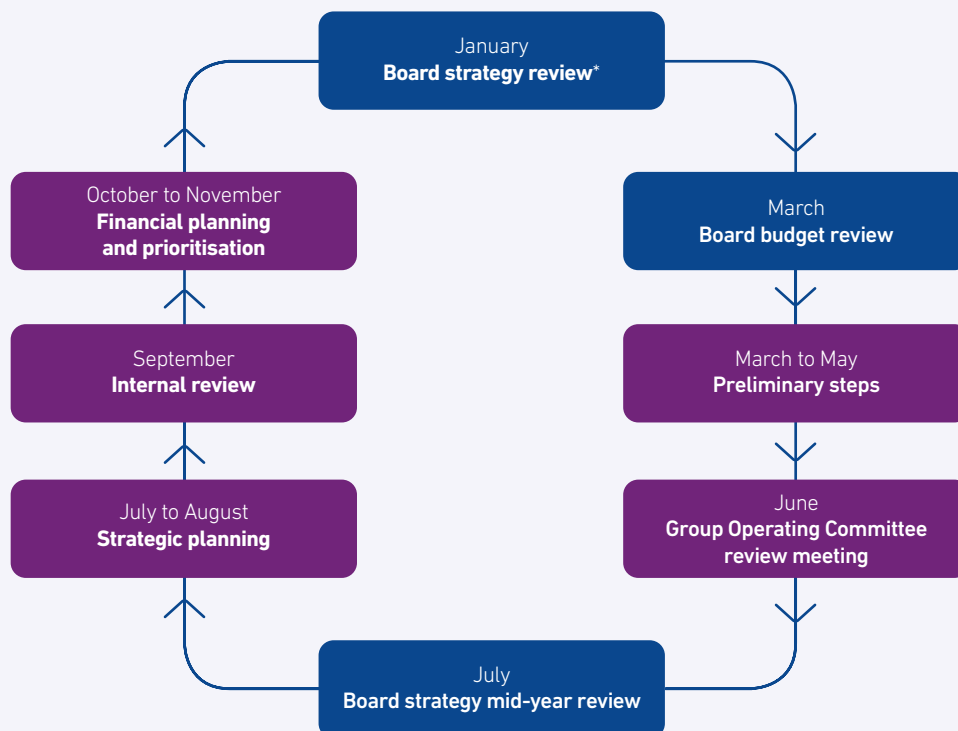 January
Board strategy review*
March
Board budget review
March to May
Preliminary steps
June
Group Operating Committee
review meeting
July
Board strategy mid-year review
July to August
Strategic planning
September
Internal review
October to November
Financial planning
and prioritisation